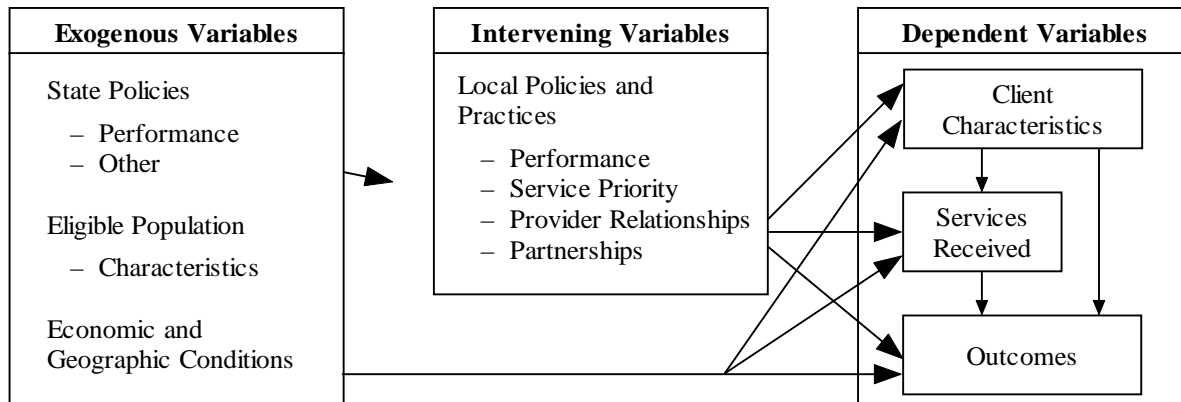 Exogenous Variables
State Policies
– Performance
– Other
Eligible Population
– Characteristics
Economic and
Geographic Conditions
Intervening Variables
Local Policies and
Practices
– Performance
– Service Priority
– Provider Relationships
– Partnerships
Dependent Variables
Client
Characteristics
Services
Received
Outcomes